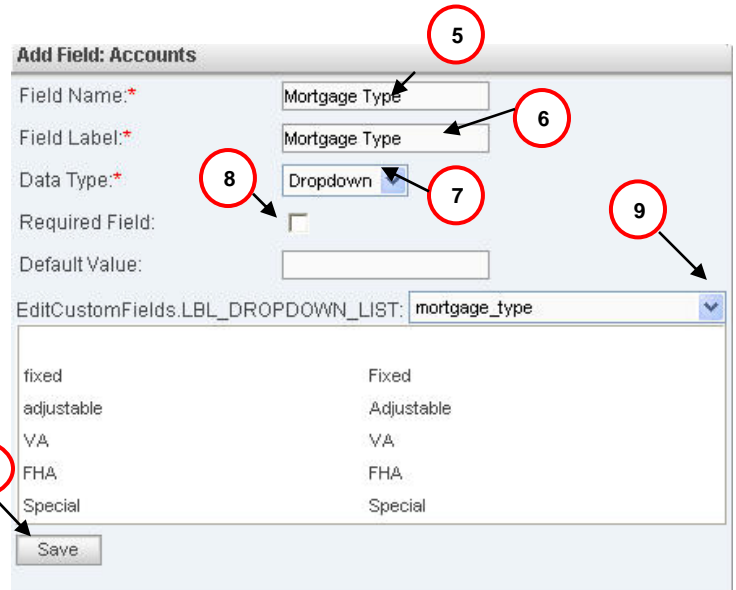 5
Add Field: Accounts
Field Name:* Mortgage Type
6
Field Label:* Mortgage Type
Data Type:* 8 Dropdown 7
Required Field: 9
Default Value:
EditCustomFields.LBL_DROPDOWN_LIST: mortgage_type
fixed Fixed
adjustable Adjustable
VA VA
FHA FHA
Special Special
Save